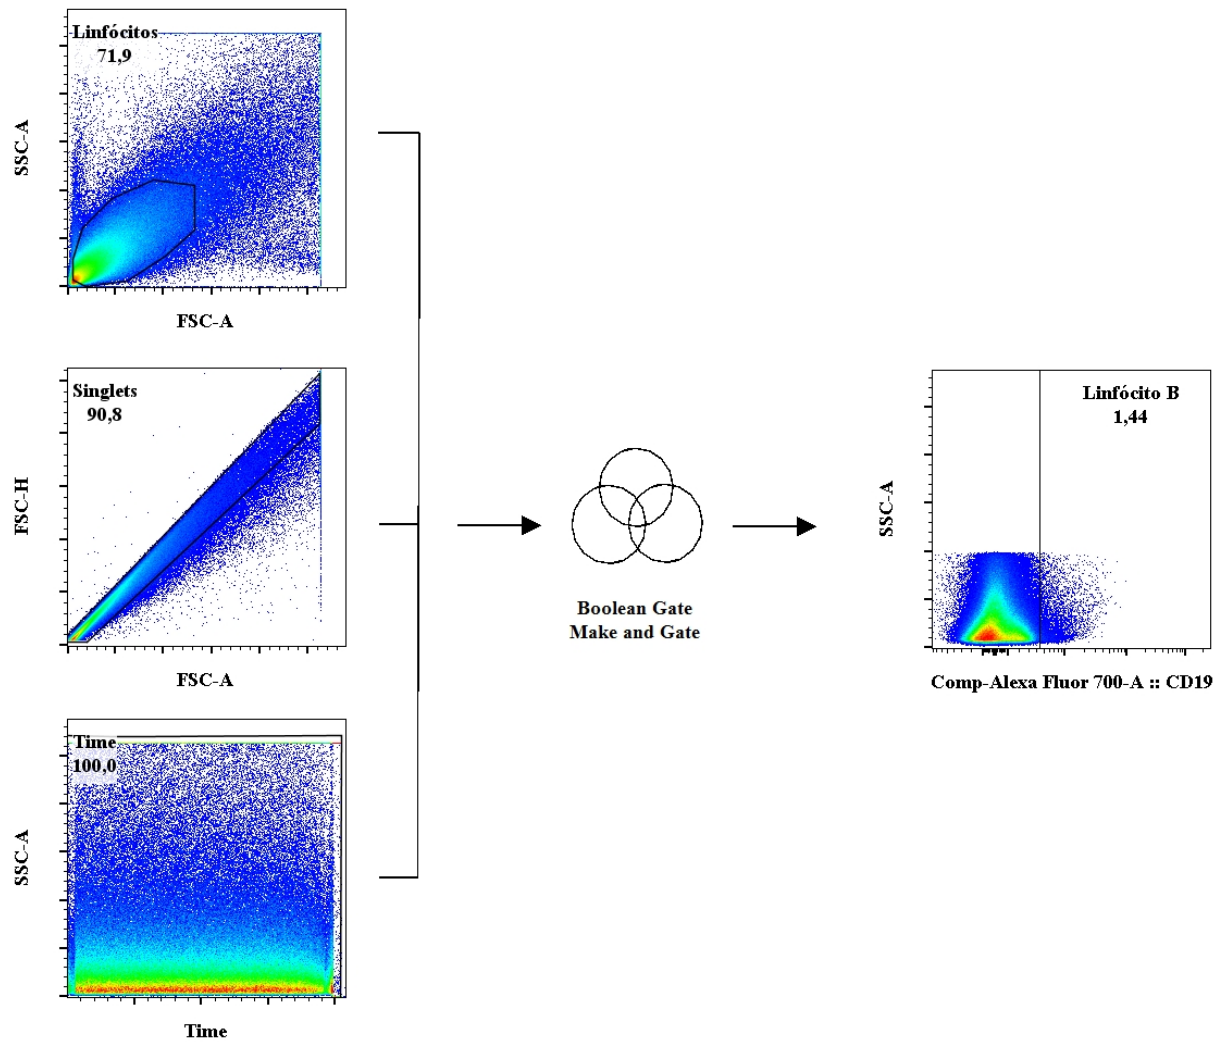 Linfócitos
71,9
SSC-A
FSC-A
Singlets
90,8
FSC-H
FSC-A
Time
100,0
SSC-A
Time
Boolean Gate
Make and Gate
Linfócito B
1,44
SSC-A
Comp-Alexa Fluor 700-A :: CD19